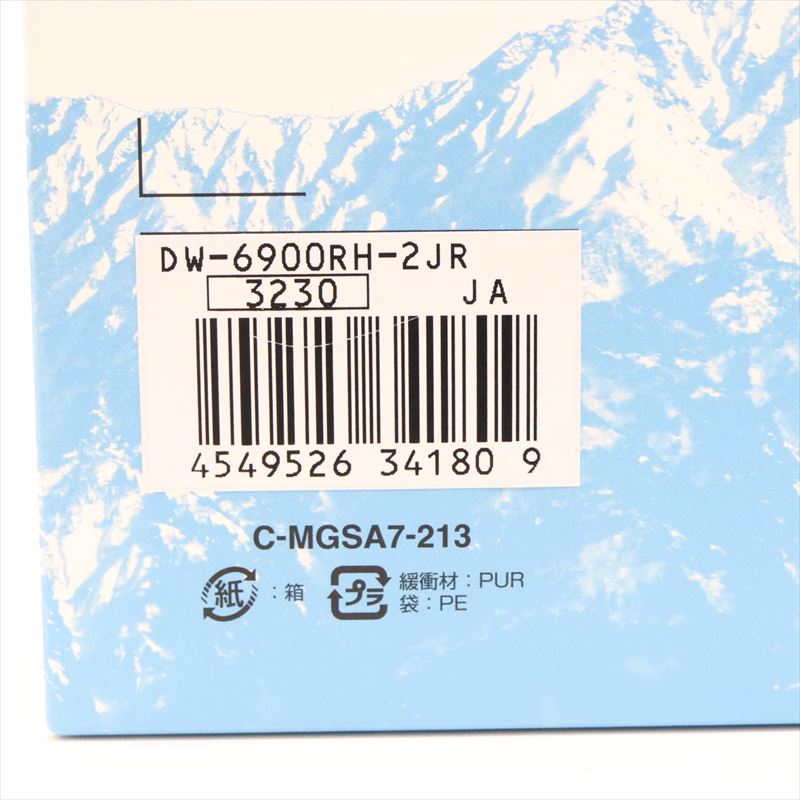 DW-6900RH-2JR
3230 JA
4549526 34180 9
C-MGSA7-213
紙 : 箱
プラ 緩衝材 : PUR
袋 : PE